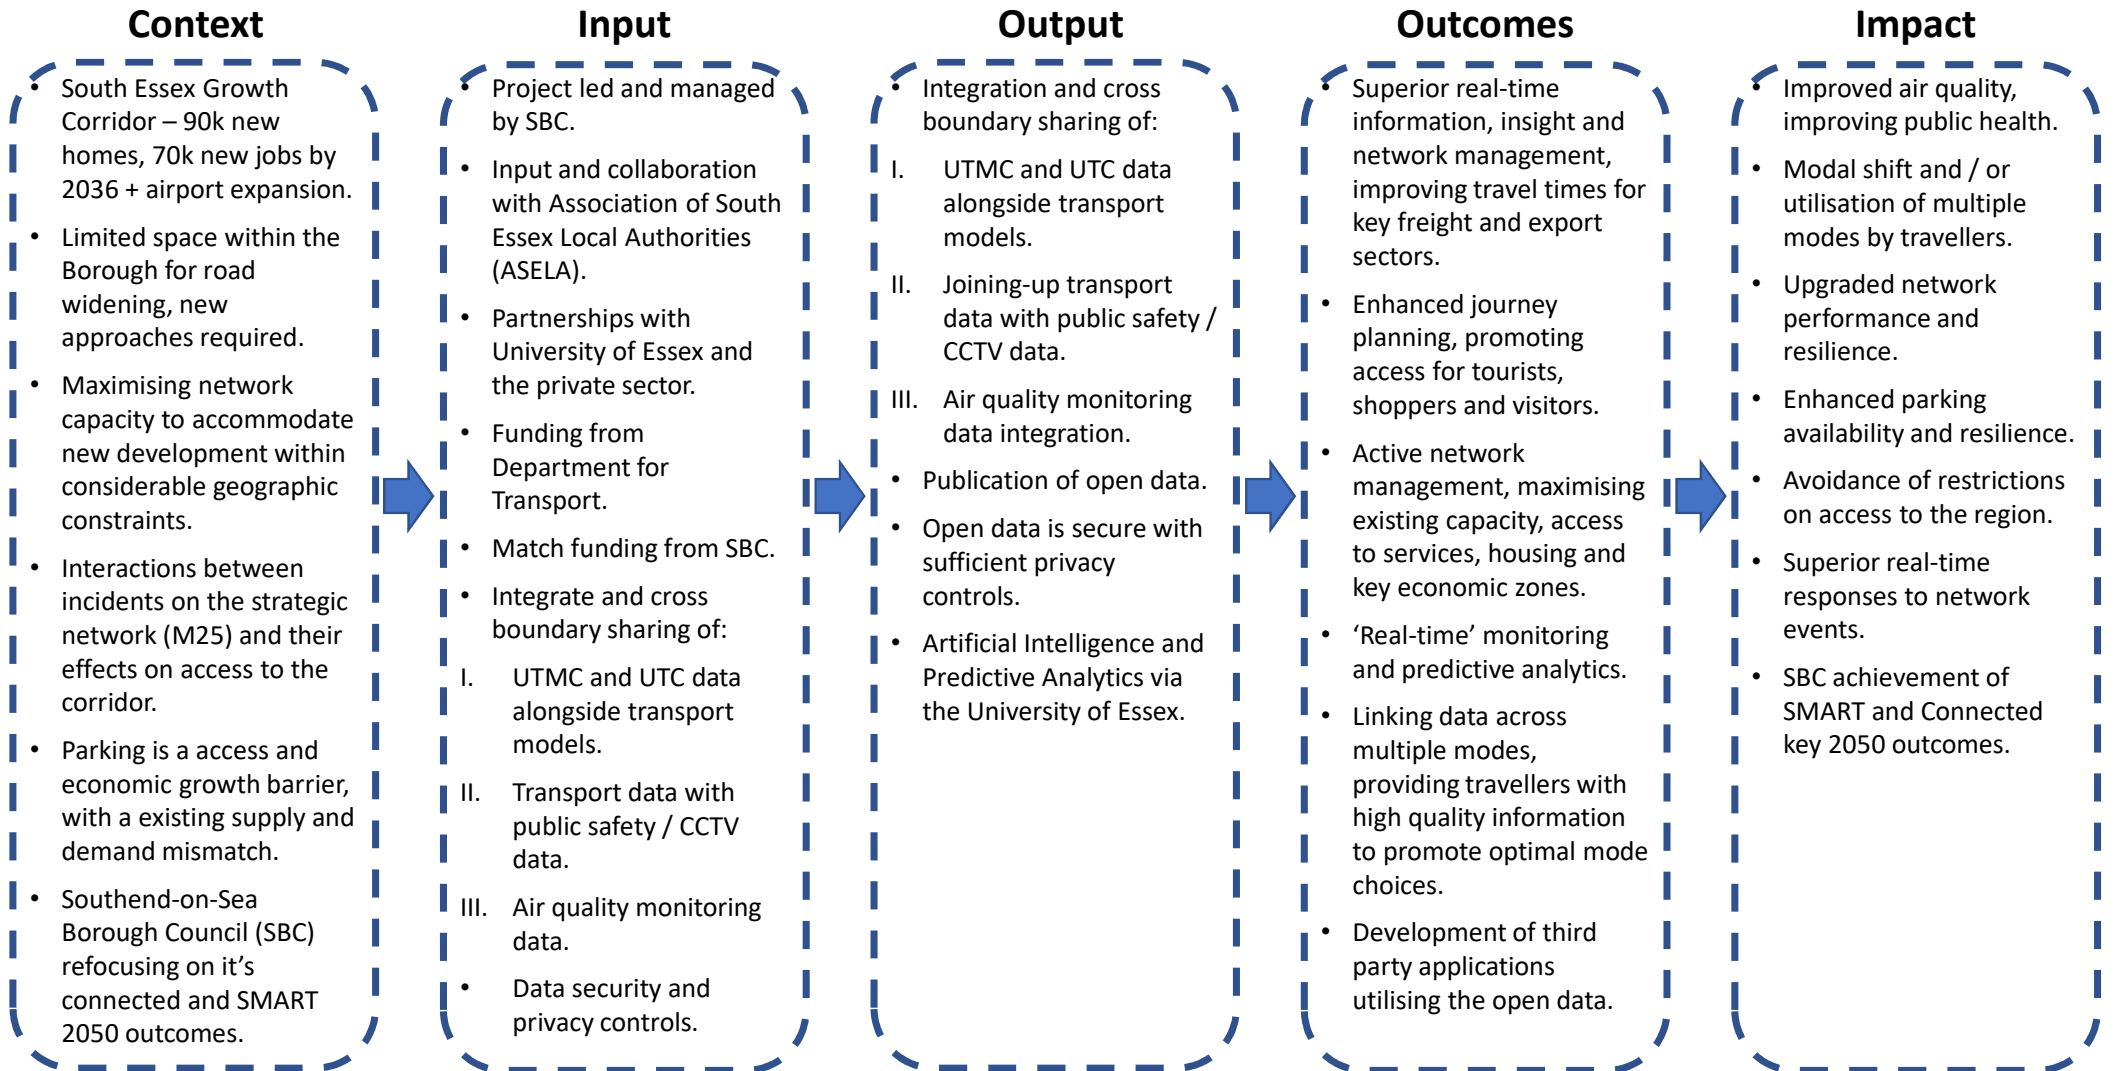 Context
• South Essex Growth
Corridor – 90k new
homes, 70k new jobs by
2036 + airport expansion.
• Limited space within the
Borough for road
widening, new
approaches required.
• Maximising network
capacity to accommodate
new development within
considerable geographic
constraints.
• Interactions between
incidents on the strategic
network (M25) and their
effects on access to the
corridor.
• Parking is a access and
economic growth barrier,
with a existing supply and
demand mismatch.
• Southend-on-Sea
Borough Council (SBC)
refocusing on it’s
connected and SMART
2050 outcomes.
Input
• Project led and managed
by SBC.
• Input and collaboration
with Association of South
Essex Local Authorities
(ASELA).
• Partnerships with
University of Essex and
the private sector.
• Funding from
Department for
Transport.
• Match funding from SBC.
• Integrate and cross
boundary sharing of:
I. UTMC and UTC data
alongside transport
models.
II. Transport data with
public safety / CCTV
data.
III. Air quality monitoring
data.
• Data security and
privacy controls.
Output
• Integration and cross
boundary sharing of:
I. UTMC and UTC data
alongside transport
models.
II. Joining-up transport
data with public safety /
CCTV data.
III. Air quality monitoring
data integration.
• Publication of open data.
• Open data is secure with
sufficient privacy
controls.
• Artificial Intelligence and
Predictive Analytics via
the University of Essex.
Outcomes
• Superior real-time
information, insight and
network management,
improving travel times for
key freight and export
sectors.
• Enhanced journey
planning, promoting
access for tourists,
shoppers and visitors.
• Active network
management, maximising
existing capacity, access
to services, housing and
key economic zones.
• ‘Real-time’ monitoring
and predictive analytics.
• Linking data across
multiple modes,
providing travellers with
high quality information
to promote optimal mode
choices.
• Development of third
party applications
utilising the open data.
Impact
• Improved air quality,
improving public health.
• Modal shift and / or
utilisation of multiple
modes by travellers.
• Upgraded network
performance and
resilience.
• Enhanced parking
availability and resilience.
• Avoidance of restrictions
on access to the region.
• Superior real-time
responses to network
events.
• SBC achievement of
SMART and Connected
key 2050 outcomes.